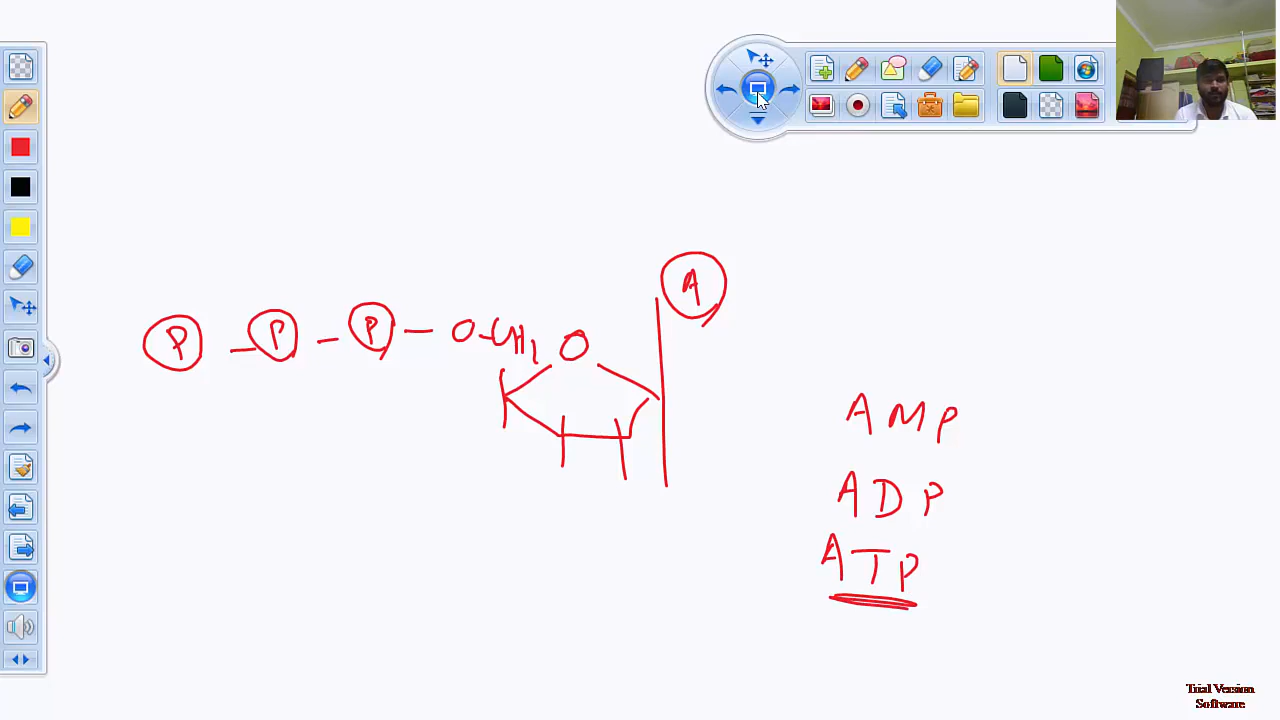 A
P - P - P - O-CH2
O
AMP
ADP
ATP
Trial Version
Software